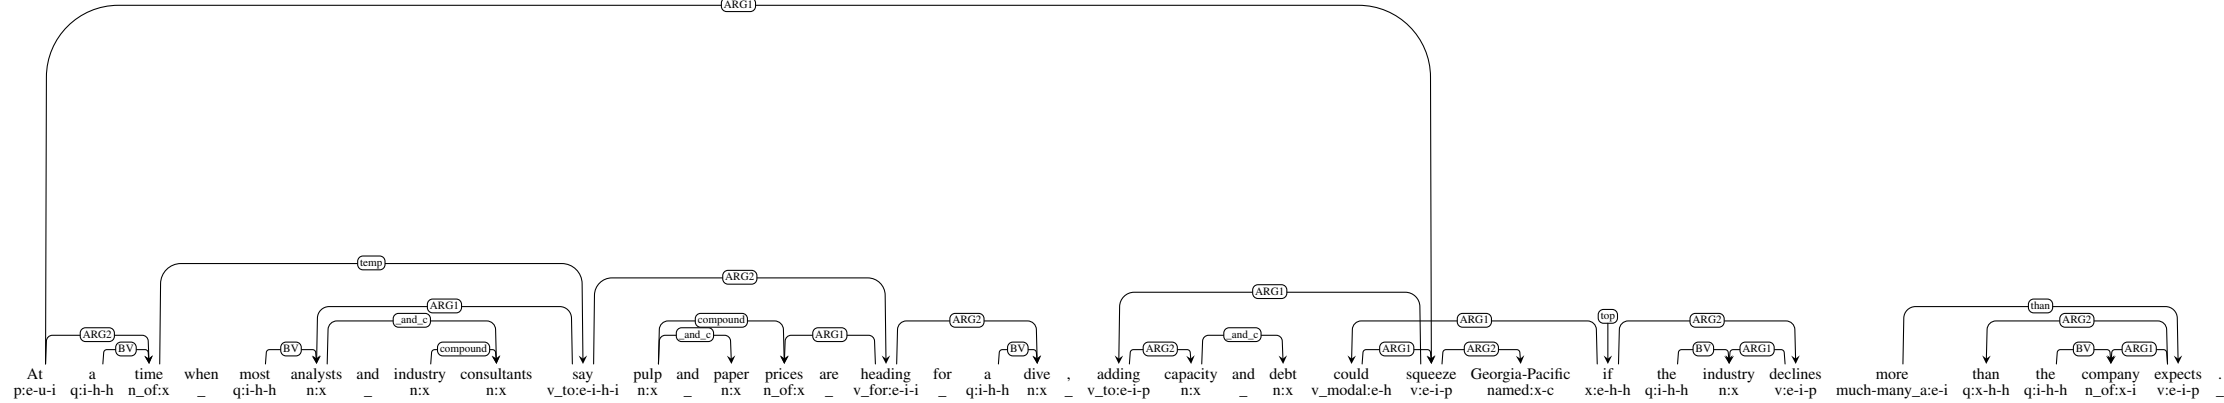 ARG1
temp
ARG2
ARG1
ARG1 than
_and_c compound ARG2 top ARG1 ARG2 ARG2
ARG2 _and_c ARG1 _and_c
BV BV compound BV ARG2 ARG1 ARG2 BV ARG1 BV ARG1
At a time when most analysts and industry consultants say pulp and paper prices are heading for a dive , adding capacity and debt could squeeze Georgia-Pacific if the industry declines more than the company expects .
p:e-u-i q:i-h-h n_of:x _ q:i-h-h n:x _ n:x n:x v_to:e-i-h-i n:x _ n:x n_of:x _ v_for:e-i-i _ q:i-h-h n:x _ v_to:e-i-p n:x _ n:x v_modal:e-h v:e-i-p named:x-c x:e-h-h q:i-h-h n:x v:e-i-p much-many_a:e-i q:x-h-h q:i-h-h n_of:x-i v:e-i-p _